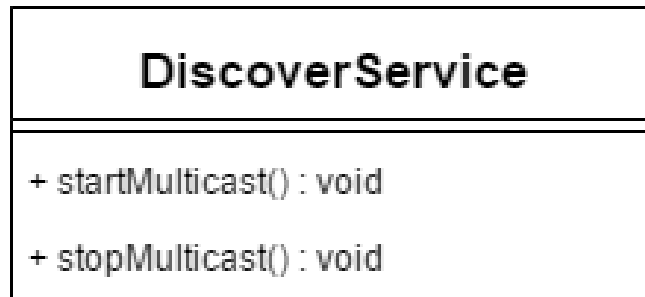 DiscoverService
+ startMulticast() : void
+ stopMulticast() : void